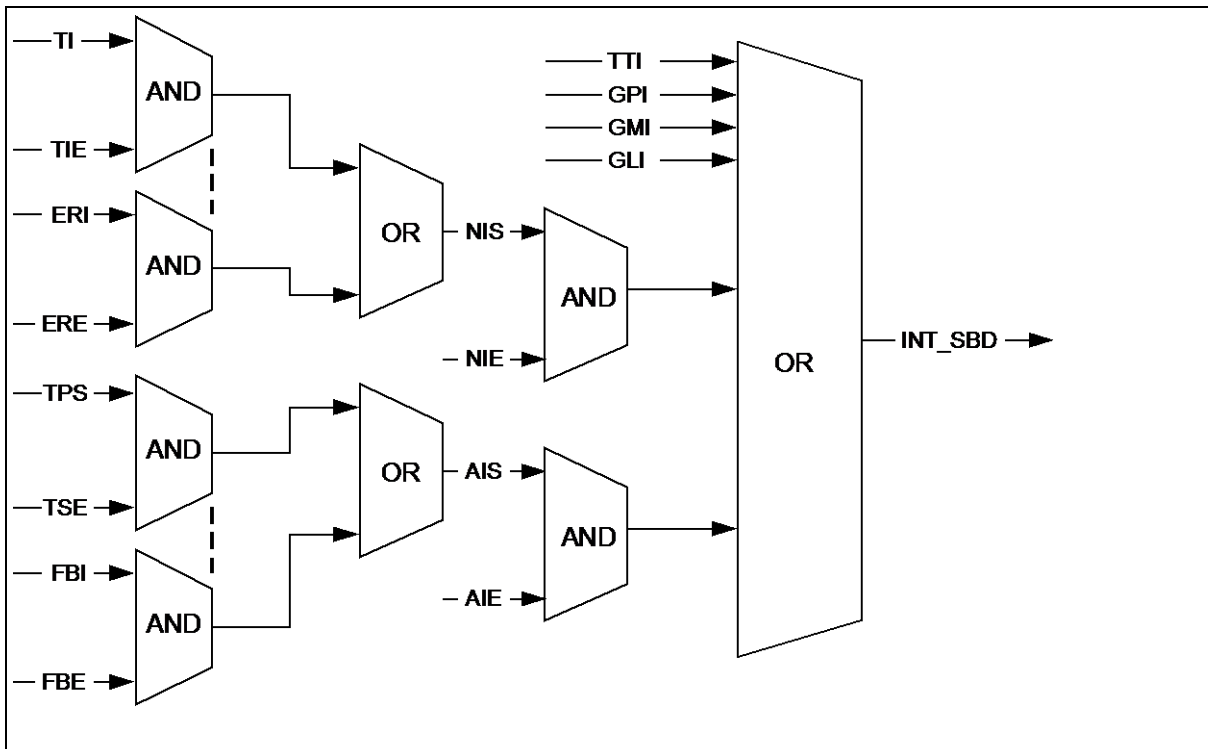 TI
AND
TIE
ERI
AND
ERE
OR
NIS
TPS
AND
TSE
FBI
AND
FBE
OR
AIS
NIE
AND
AIE
AND
TTI
GPI
GMI
GLI
OR
INT_SBD